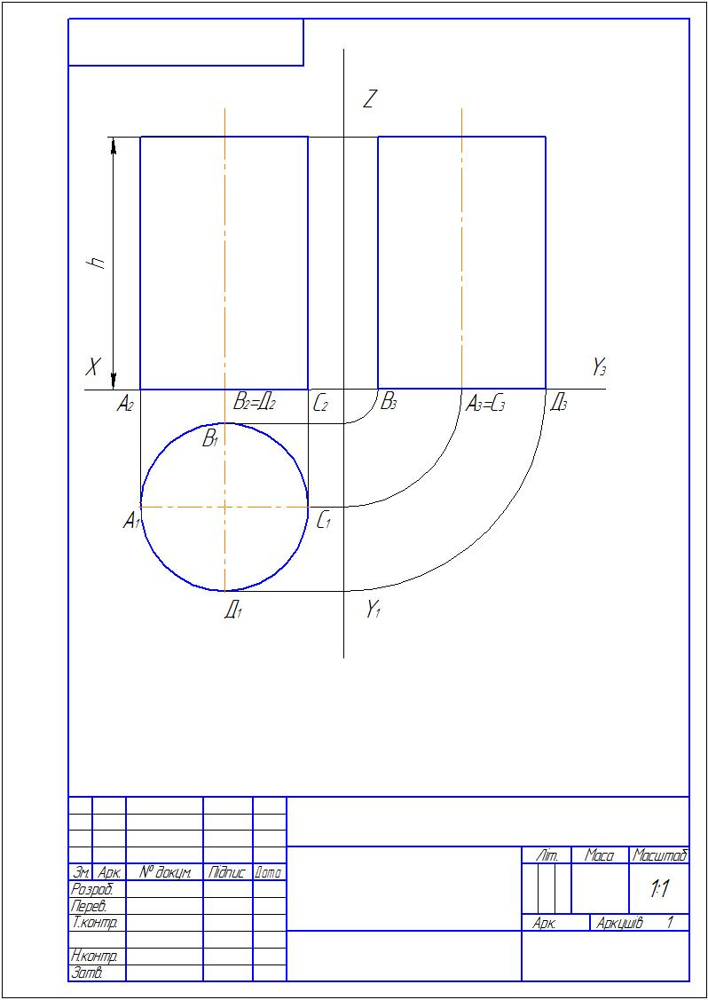 Z
h
X
Y3
A2
B2=Д2
C2
B3
A3=C3
Д3
B1
A1
C1
Д1
Y1
Зм. Арк. № докум. Підпис Дата
Розроб.
Перев.
Т.контр.
Н.контр.
Затв.
Літ. Маса Масштаб
1:1
Арк. Аркушів 1